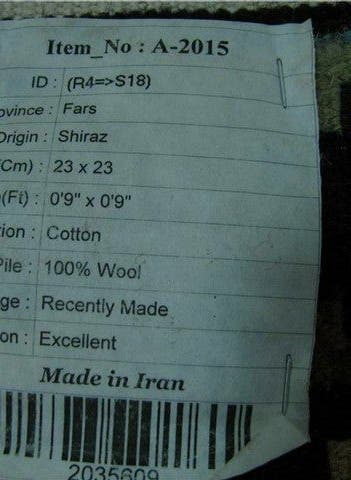 Item_No : A-2015
ID : (R4=>S18)
ovince : Fars
Origin : Shiraz
(Cm) : 23 x 23
(Ft) : 0'9" x 0'9"
tion : Cotton
Pile : 100% Wool
ge : Recently Made
on : Excellent
Made in Iran
2035609